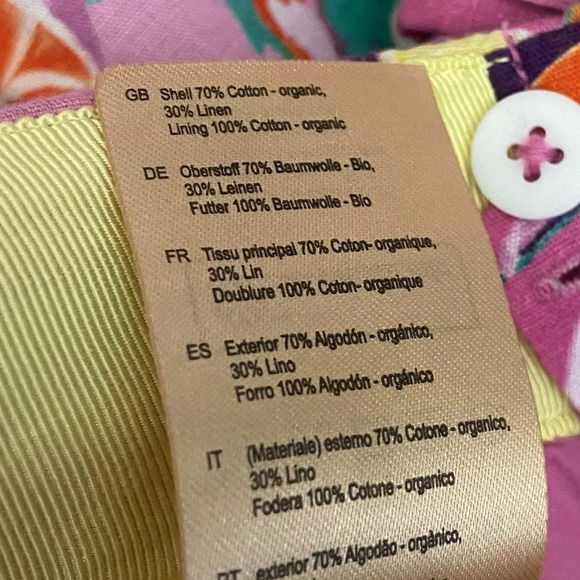 GB Shell 70% Cotton - organic,
30% Linen
Lining 100% Cotton - organic
DE Oberstoff 70% Baumwolle - Bio,
30% Leinen
Futter 100% Baumwolle - Bio
FR Tissu principal 70% Coton- organique,
30% Lin
Doublure 100% Coton- organique
ES Exterior 70% Algodón - orgánico,
30% Lino
Forro 100% Algodón - orgánico
IT (Materiale) esterno 70% Cotone - organico,
30% Lino
Fodera 100% Cotone - organico
PT exterior 70% Algodão - orgânico,